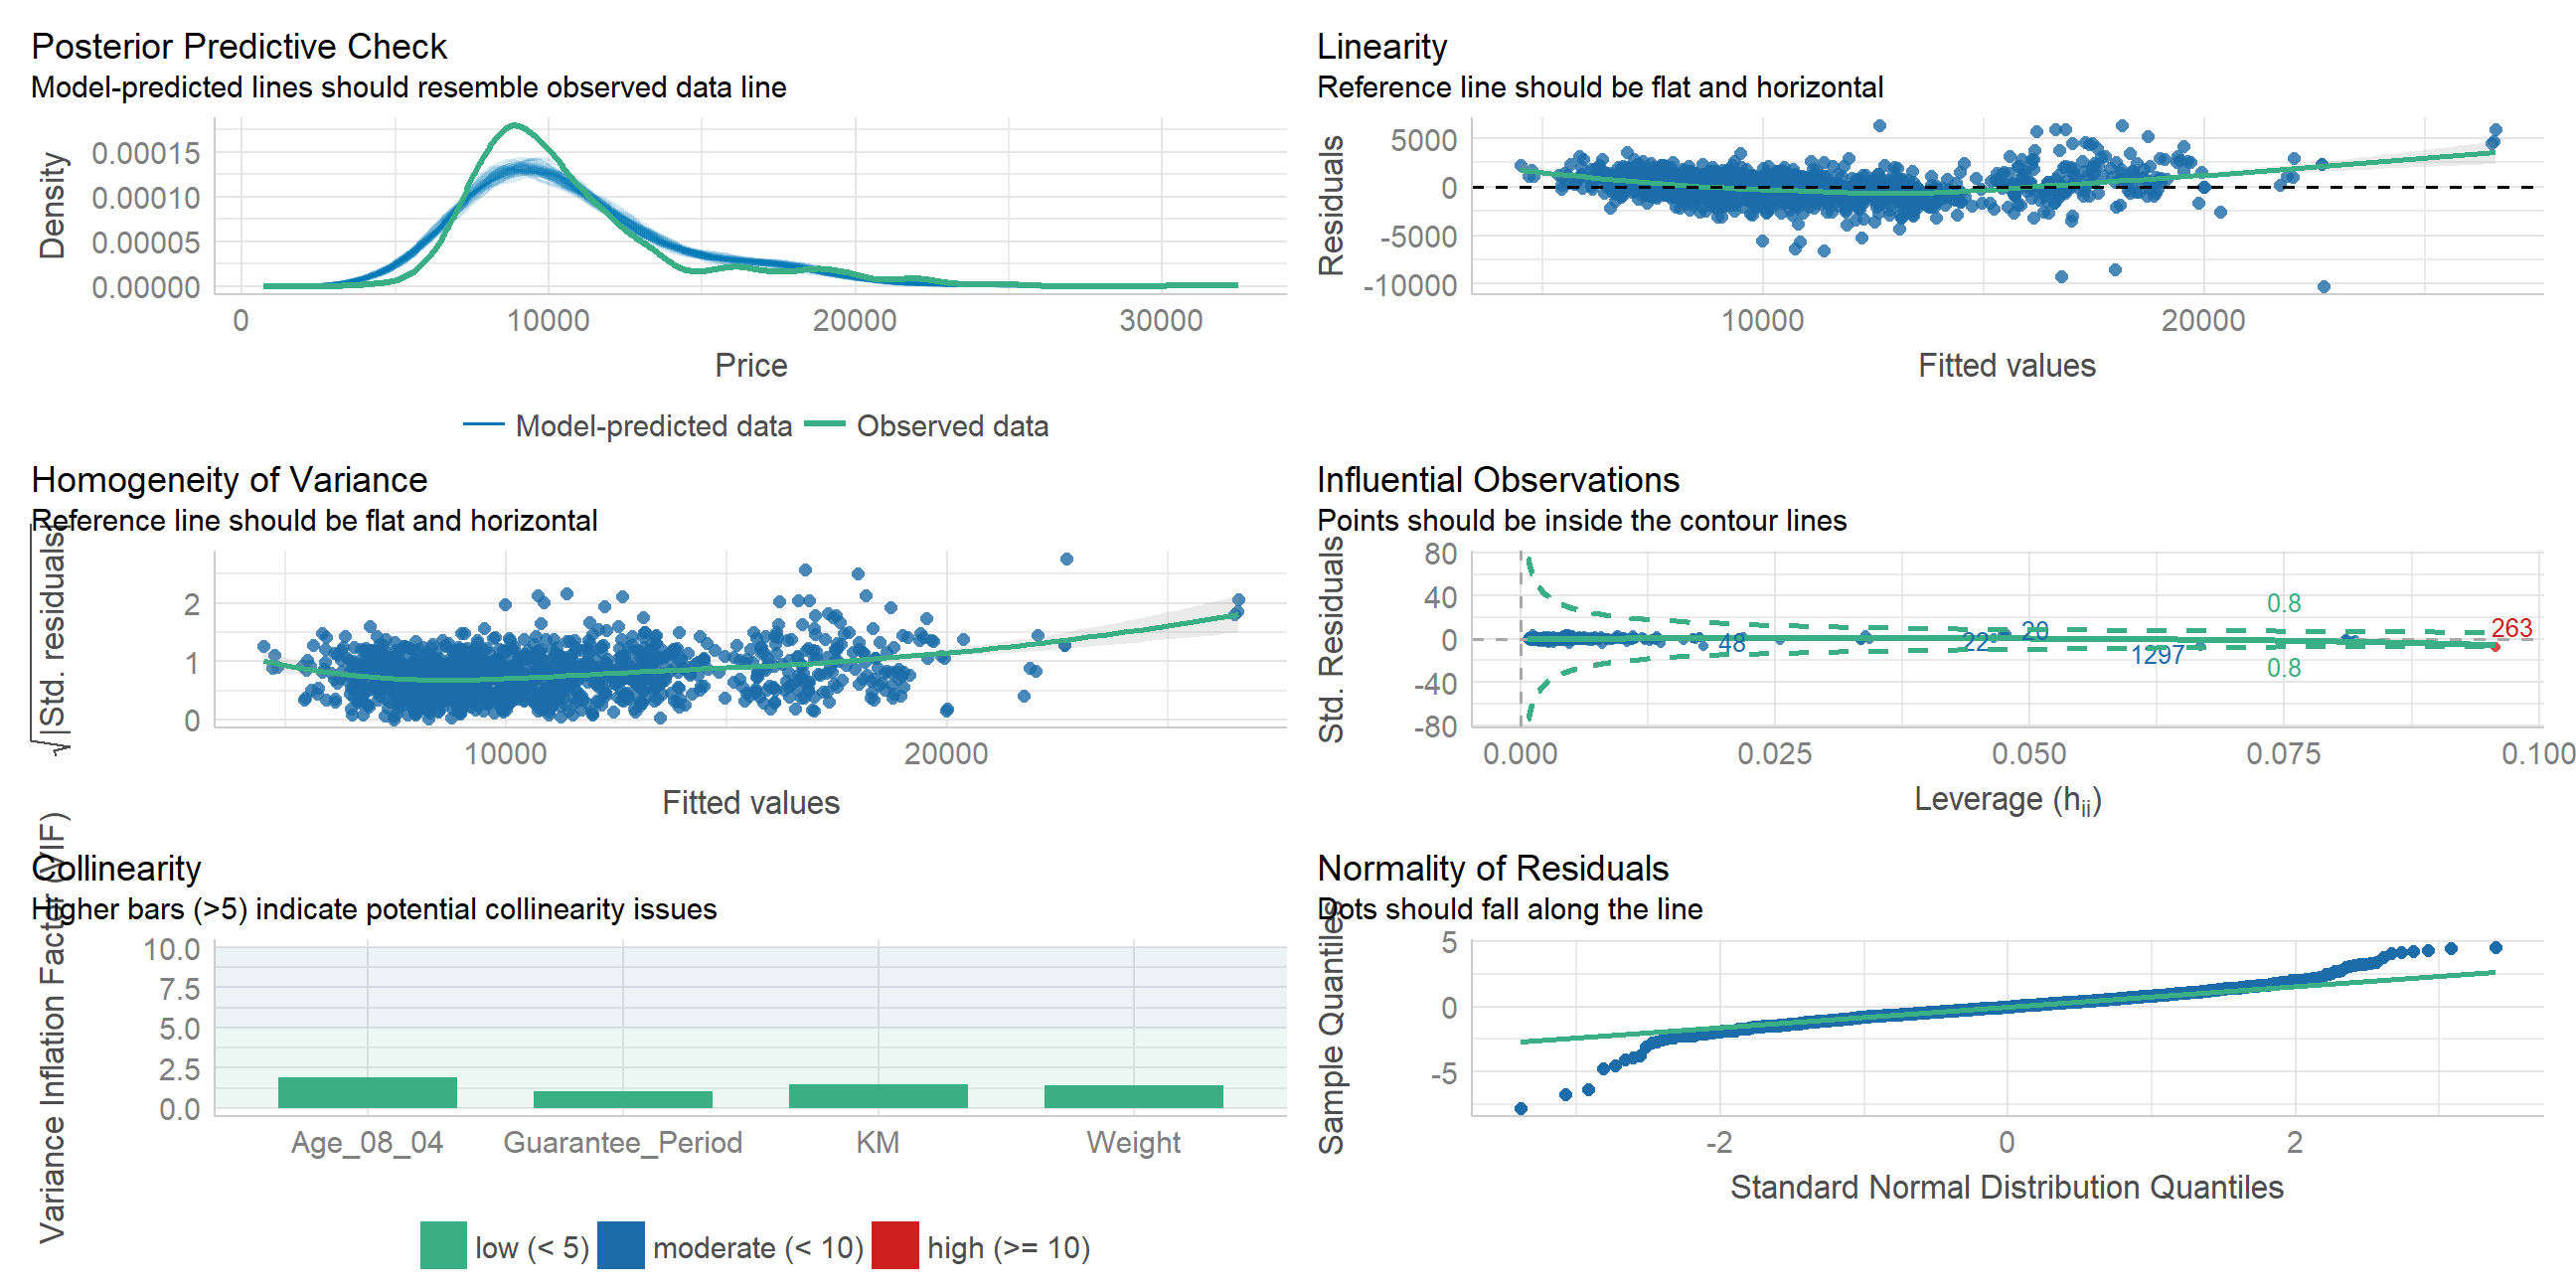 Posterior Predictive Check
Model-predicted lines should resemble observed data line
Density
0.00015
0.00010
0.00005
0.00000
0 10000 20000 30000
Price
Model-predicted data Observed data
Linearity
Reference line should be flat and horizontal
Residuals
5000
0
-5000
-10000
10000 20000
Fitted values
Homogeneity of Variance
Reference line should be flat and horizontal
√|Std. residuals|
2
1
0
10000 20000
Fitted values
Influential Observations
Points should be inside the contour lines
Std. Residuals
80
40
0
-40
-80
0.8
263
20
48
22
1297
0.8
0.000 0.025 0.050 0.075 0.100
Leverage (hii)
Collinearity
Higher bars (>5) indicate potential collinearity issues
Variance Inflation Factor (VIF)
10.0
7.5
5.0
2.5
0.0
Age_08_04 Guarantee_Period KM Weight
low (< 5) moderate (< 10) high (>= 10)
Normality of Residuals
Dots should fall along the line
Sample Quantiles
5
0
-5
-2 0 2
Standard Normal Distribution Quantiles